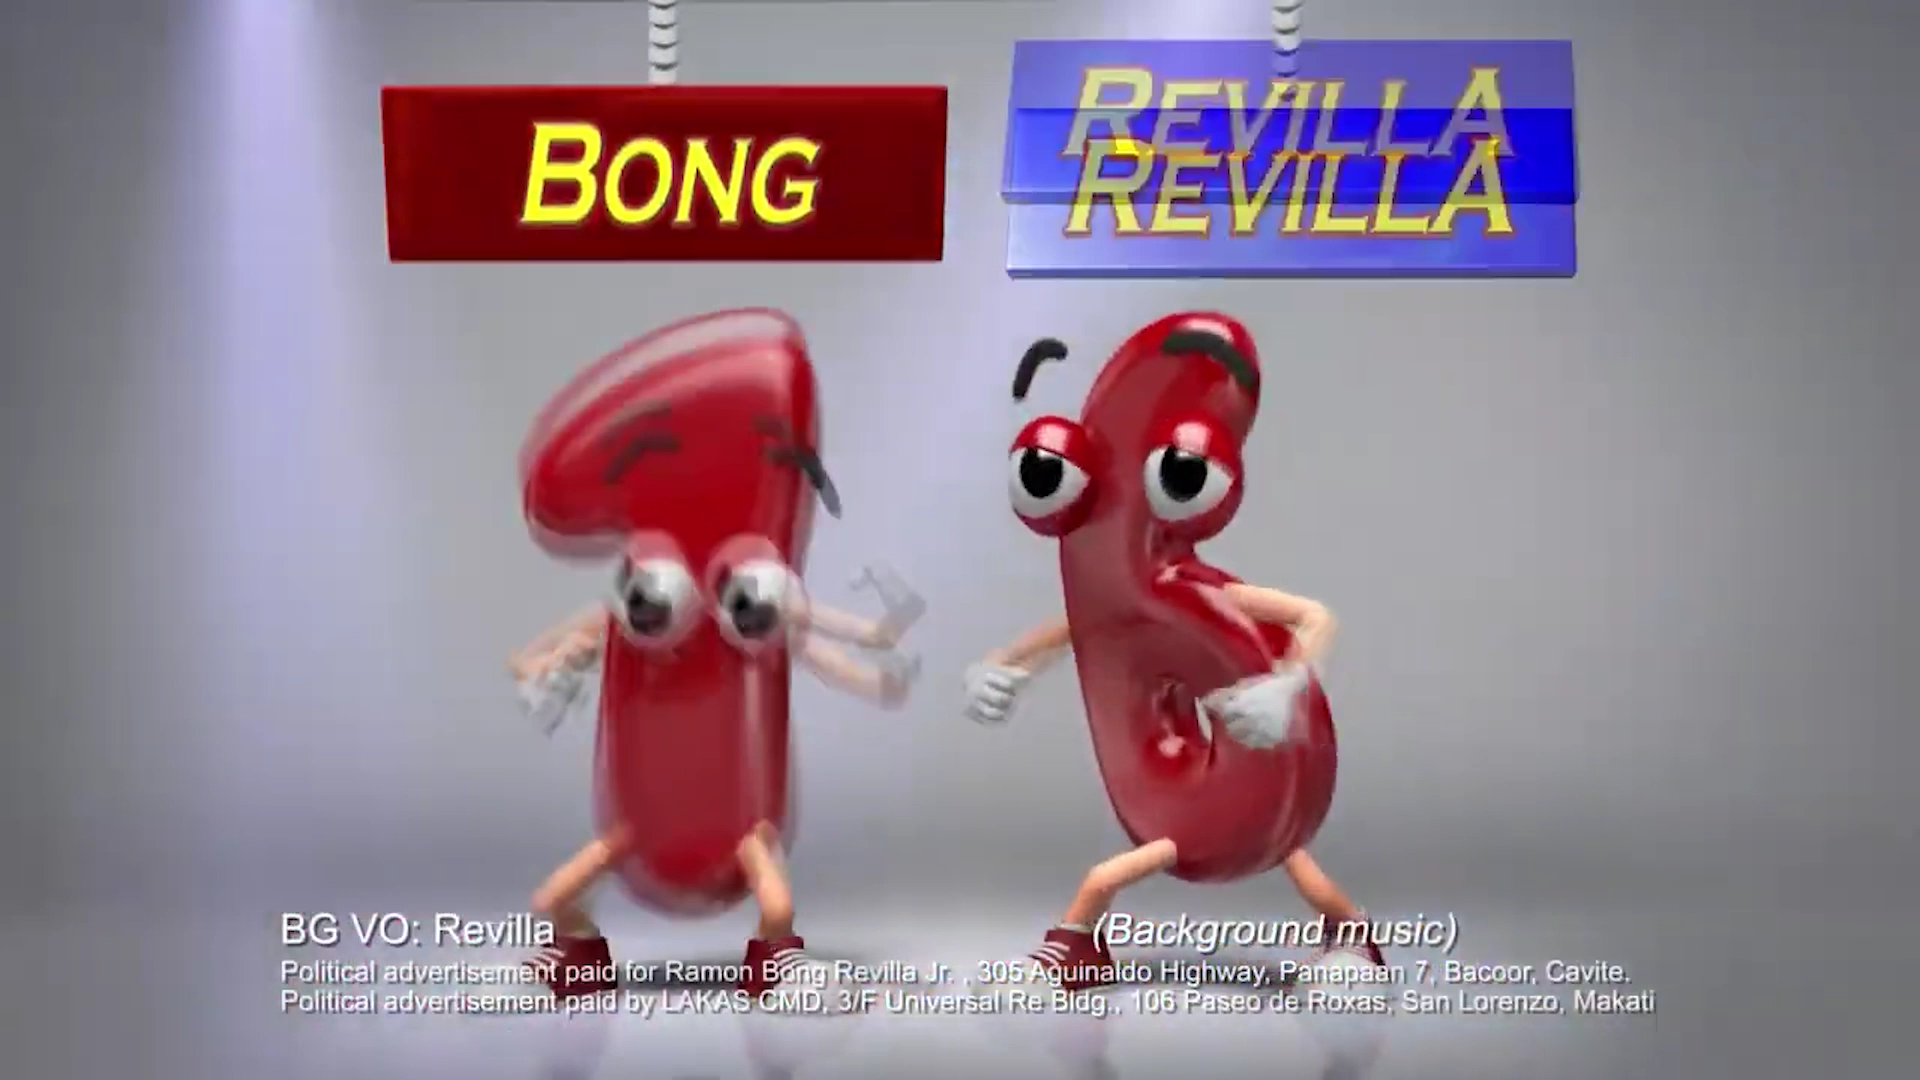 BONG
REVILLA
REVILLA
BG VO: Revilla
(Background music)
Political advertisement paid for Ramon Bong Revilla Jr. , 305 Aguinaldo Highway, Panapaan 7, Bacoor, Cavite.
Political advertisement paid by LAKAS CMD, 3/F Universal Re Bldg., 106 Paseo de Roxas, San Lorenzo, Makati